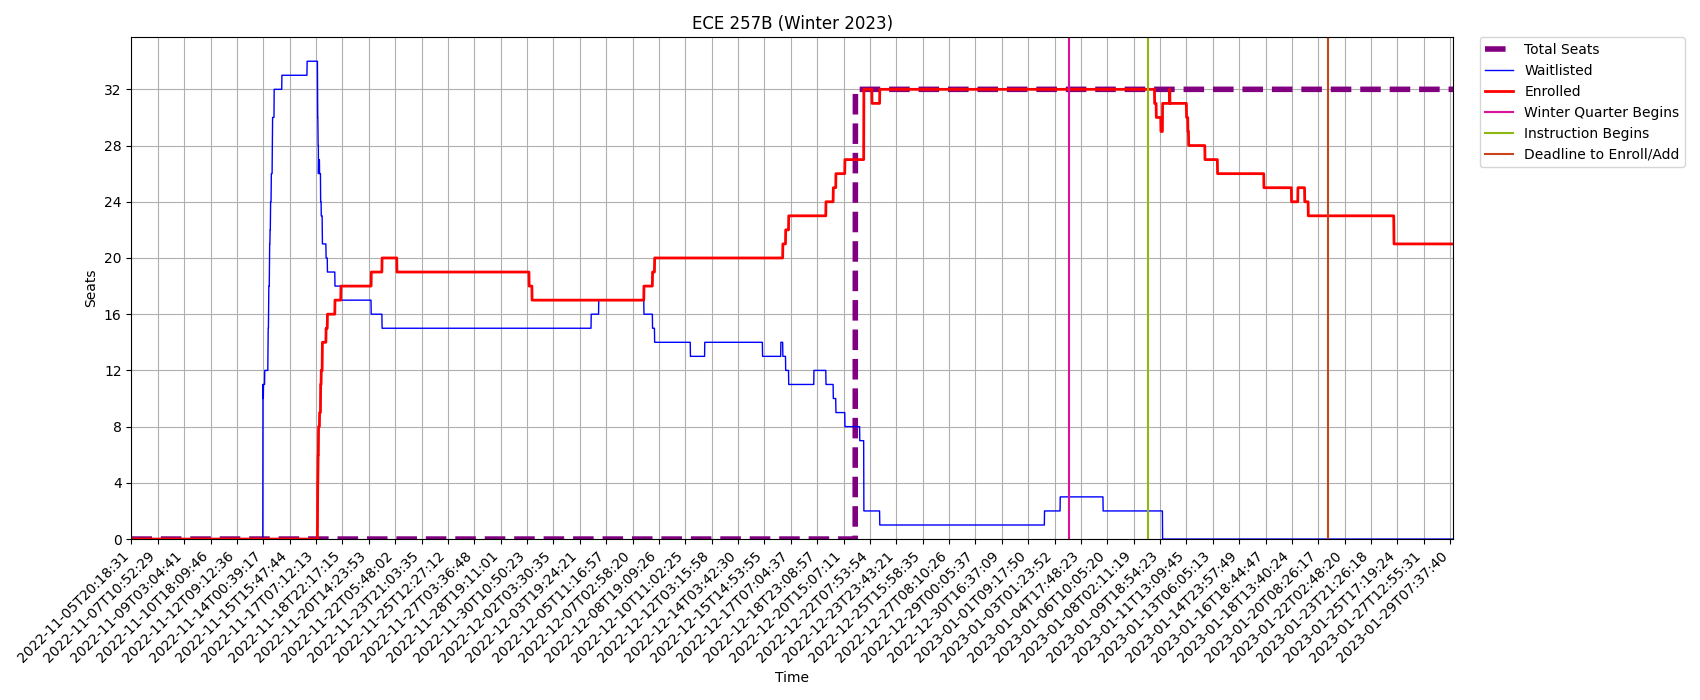 ECE 257B (Winter 2023)
Total Seats
Waitlisted
Enrolled
Winter Quarter Begins
Instruction Begins
Deadline to Enroll/Add
Seats
32
28
24
20
16
12
8
4
0
2022-11-05T20:18:31
2022-11-07T10:52:29
2022-11-09T03:04:41
2022-11-10T18:09:46
2022-11-12T09:12:36
2022-11-14T00:39:17
2022-11-15T15:47:44
2022-11-17T07:12:13
2022-11-18T22:17:15
2022-11-20T14:23:53
2022-11-22T05:48:02
2022-11-23T21:03:35
2022-11-25T12:27:12
2022-11-27T03:36:48
2022-11-28T19:11:01
2022-11-30T10:50:23
2022-12-02T03:30:35
2022-12-03T19:24:21
2022-12-05T11:16:57
2022-12-07T02:58:20
2022-12-08T19:09:26
2022-12-10T11:02:25
2022-12-12T03:15:58
2022-12-14T03:42:30
2022-12-15T14:53:55
2022-12-17T07:04:37
2022-12-18T23:08:57
2022-12-20T15:07:11
2022-12-22T07:53:54
2022-12-23T23:43:21
2022-12-25T15:58:35
2022-12-27T08:10:26
2022-12-29T00:05:37
2022-12-30T16:37:09
2023-01-01T09:17:50
2023-01-03T01:23:52
2023-01-04T17:48:23
2023-01-06T10:05:20
2023-01-08T02:11:19
2023-01-09T18:54:23
2023-01-11T13:09:45
2023-01-13T06:05:13
2023-01-14T23:57:49
2023-01-16T18:44:47
2023-01-18T13:40:24
2023-01-20T08:26:17
2023-01-22T02:48:20
2023-01-23T21:26:18
2023-01-25T17:19:24
2023-01-27T12:55:31
2023-01-29T07:37:40
Time